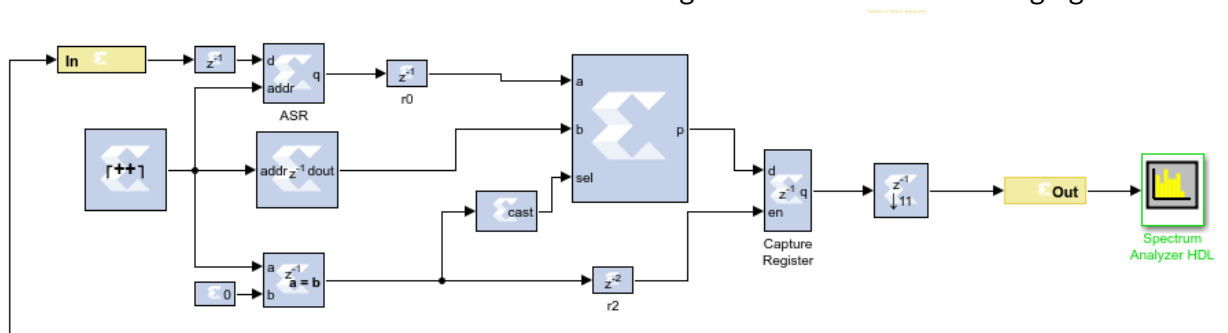 In
z⁻¹
d
q
addr
ASR
z⁻¹
r0
a
b
p
sel
⌈++⌉
addr z⁻¹ dout
cast
d
z⁻¹ q
en
Capture
Register
z⁻¹
↓11
Out
Spectrum
Analyzer HDL
a
z⁻¹
a = b
b
0
z⁻²
r2